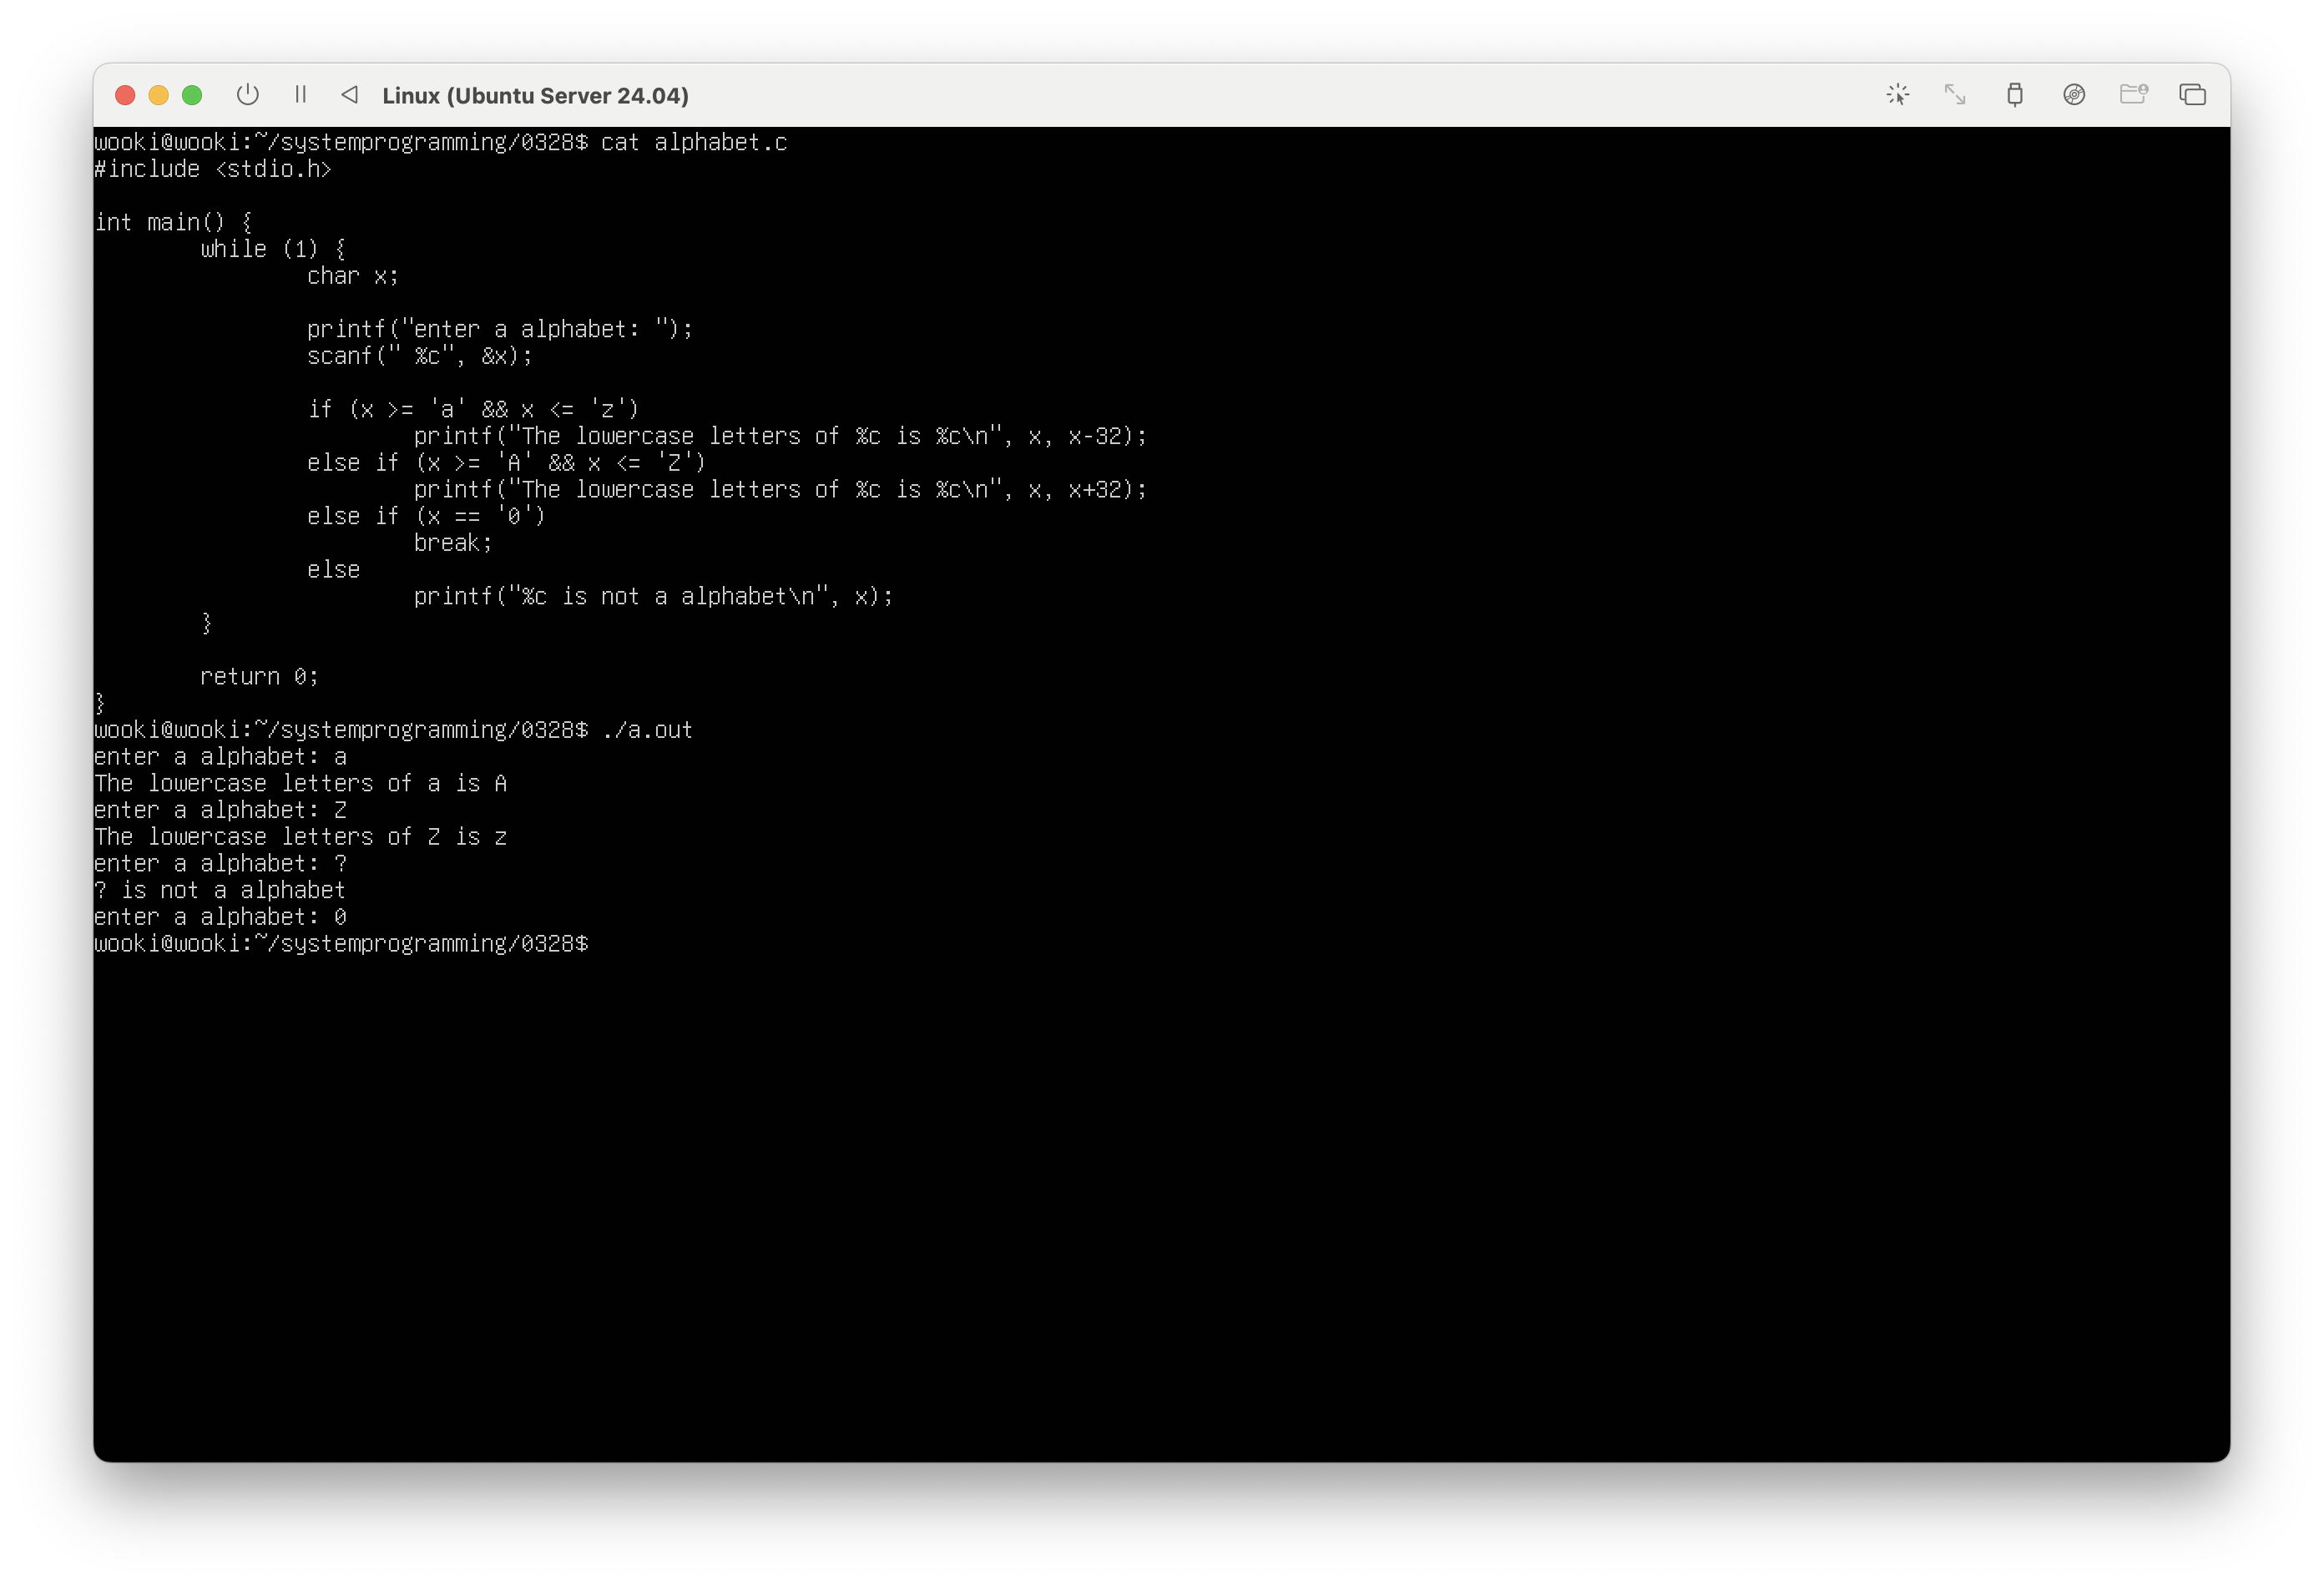 Linux (Ubuntu Server 24.04)
wooki@wooki:~/systemprogramming/0328$ cat alphabet.c
#include <stdio.h>
int main() {
        while (1) {
                char x;
                printf("enter a alphabet: ");
                scanf(" %c", &x);
                if (x >= 'a' && x <= 'z')
                        printf("The lowercase letters of %c is %c\n", x, x-32);
                else if (x >= 'A' && x <= 'Z')
                        printf("The lowercase letters of %c is %c\n", x, x+32);
                else if (x == '0')
                        break;
                else
                        printf("%c is not a alphabet\n", x);
        }
        return 0;
}
wooki@wooki:~/systemprogramming/0328$ ./a.out
enter a alphabet: a
The lowercase letters of a is A
enter a alphabet: Z
The lowercase letters of Z is z
enter a alphabet: ?
? is not a alphabet
enter a alphabet: 0
wooki@wooki:~/systemprogramming/0328$